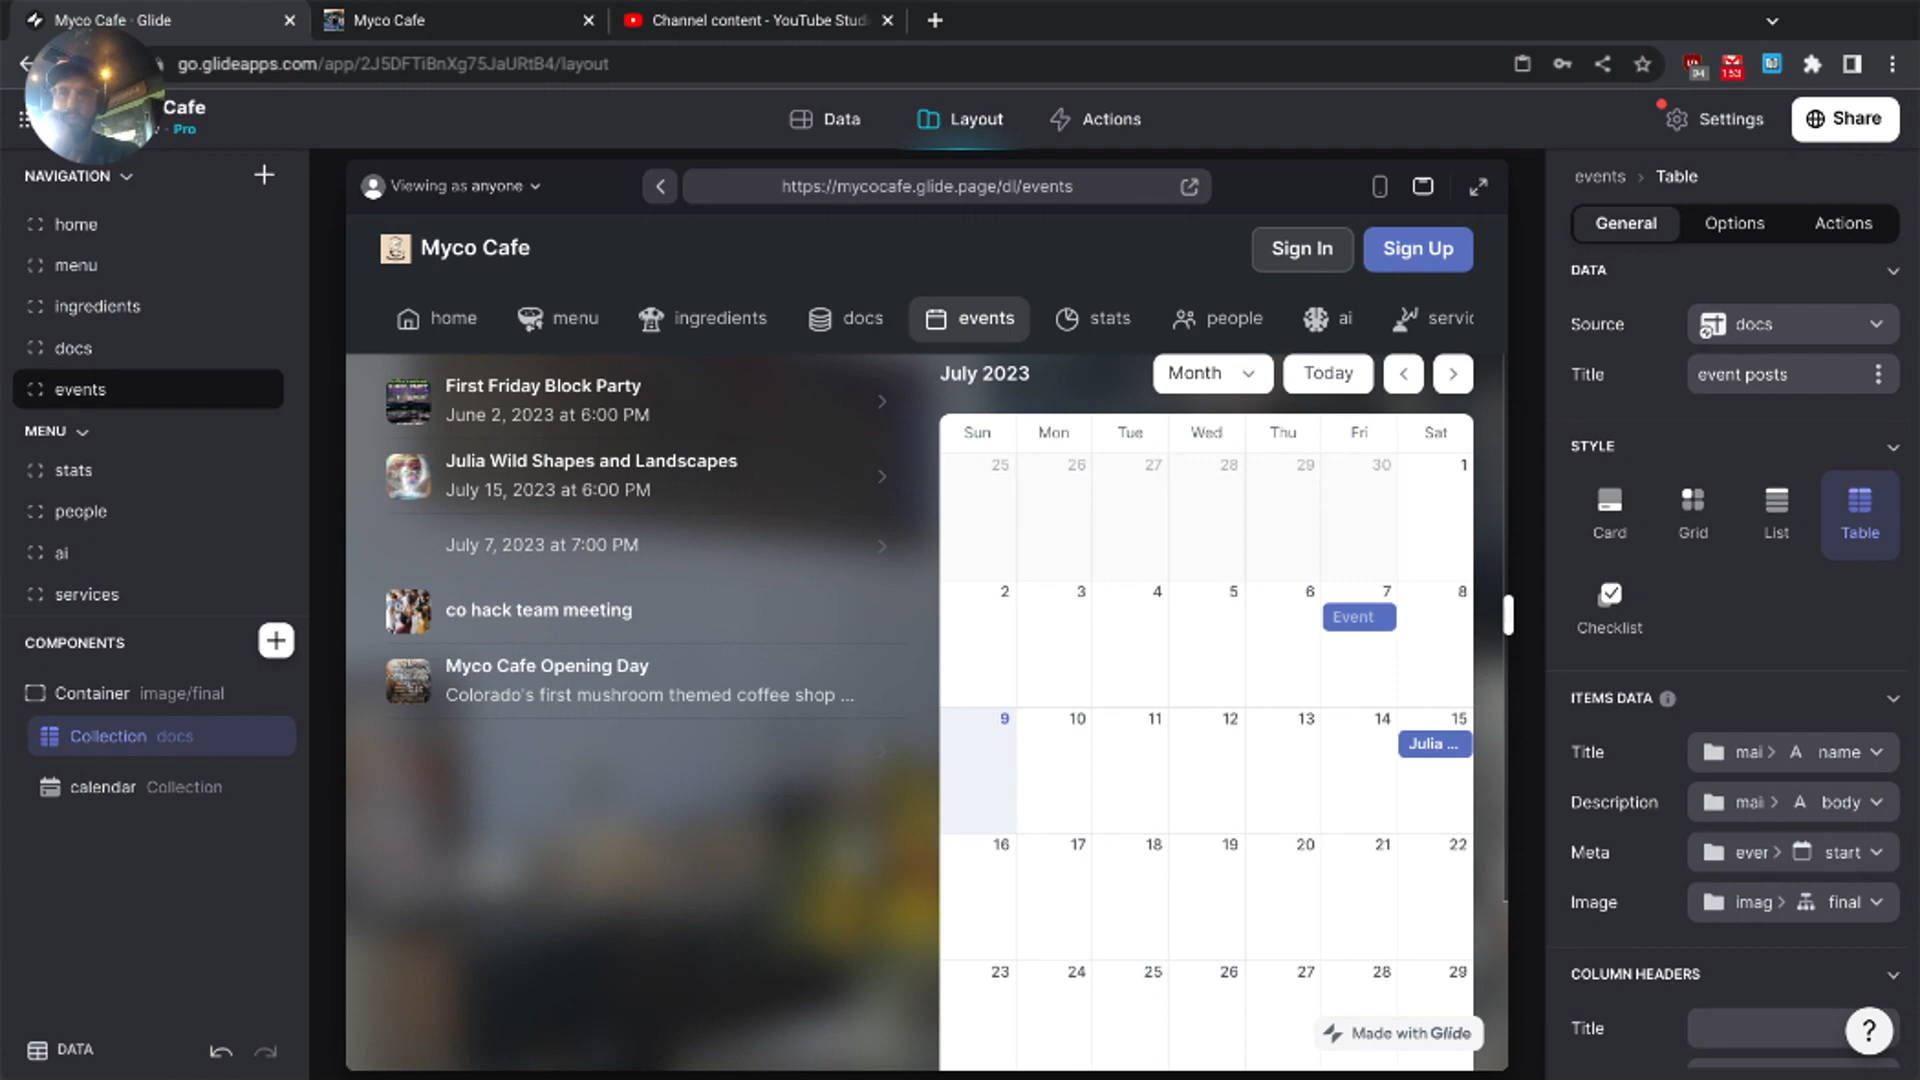 Myco Cafe - Glide
Myco Cafe
Channel content - YouTube Stud
go.glideapps.com/app/2J5DFTiBnXg75JaURtB4/layout
94
153
Cafe
Pro
Data
Layout
Actions
Settings
Share
NAVIGATION
home
menu
ingredients
docs
events
MENU
stats
people
ai
services
COMPONENTS
Container image/final
Collection docs
calendar Collection
DATA
Viewing as anyone
https://mycocafe.glide.page/dl/events
Myco Cafe
Sign In
Sign Up
home
menu
ingredients
docs
events
stats
people
ai
servic
First Friday Block Party
June 2, 2023 at 6:00 PM
Julia Wild Shapes and Landscapes
July 15, 2023 at 6:00 PM
July 7, 2023 at 7:00 PM
co hack team meeting
Myco Cafe Opening Day
Colorado's first mushroom themed coffee shop ...
July 2023
Month
Today
Sun Mon Tue Wed Thu Fri Sat
25 26 27 28 29 30 1
2 3 4 5 6 7 8
Event
9 10 11 12 13 14 15
Julia ...
16 17 18 19 20 21 22
23 24 25 26 27 28 29
Made with Glide
events > Table
General
Options
Actions
DATA
Source
docs
Title
event posts
STYLE
Card
Grid
List
Table
Checklist
ITEMS DATA
Title
mai > A name
Description
mai > A body
Meta
ever > start
Image
imag > final
COLUMN HEADERS
Title
?